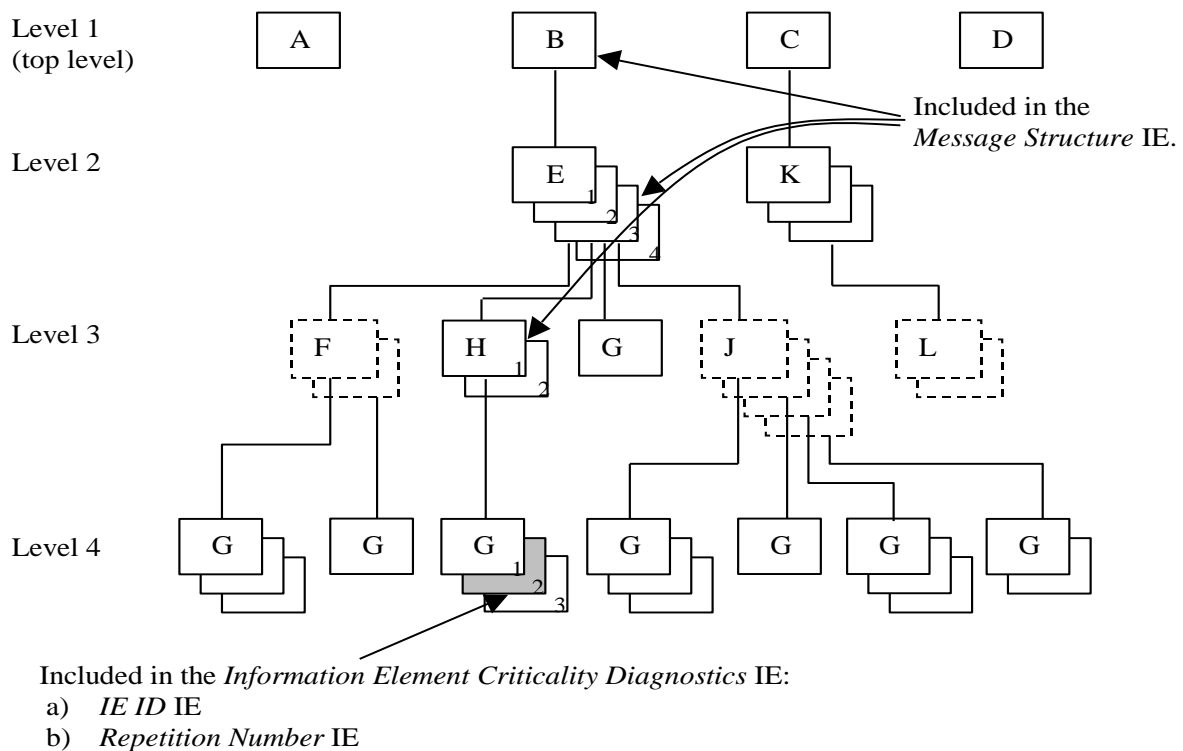 Level 1
(top level)
A
B
C
D
Included in the
Message Structure IE.
Level 2
E
1
2
3
4
K
Level 3
F
H
1
2
G
J
L
Level 4
G
G
G
1
2
3
G
G
G
G
Included in the Information Element Criticality Diagnostics IE:
a) IE ID IE
b) Repetition Number IE